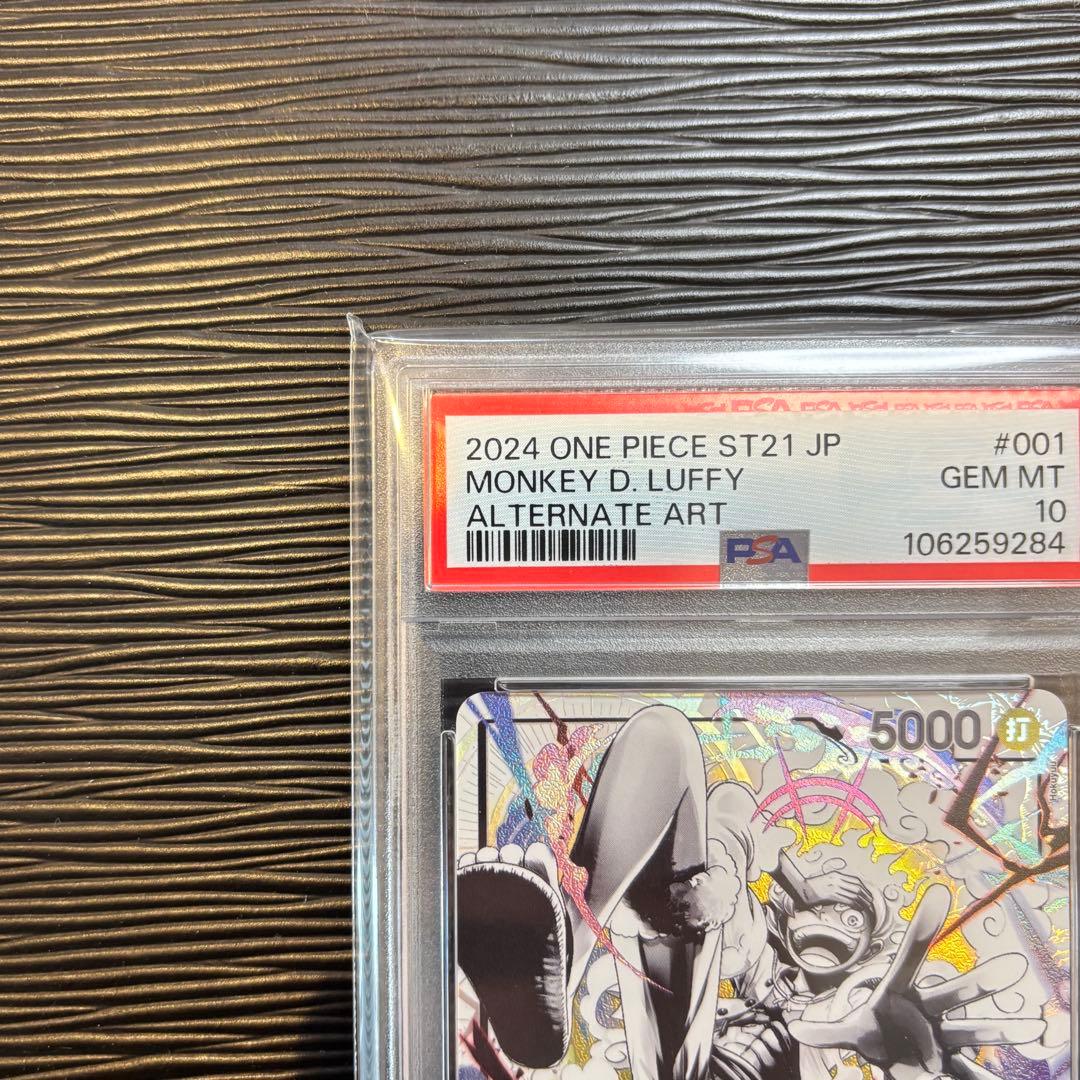 2024 ONE PIECE ST21 JP #001
MONKEY D. LUFFY GEM MT
ALTERNATE ART 10
PSA 106259284
5000 打